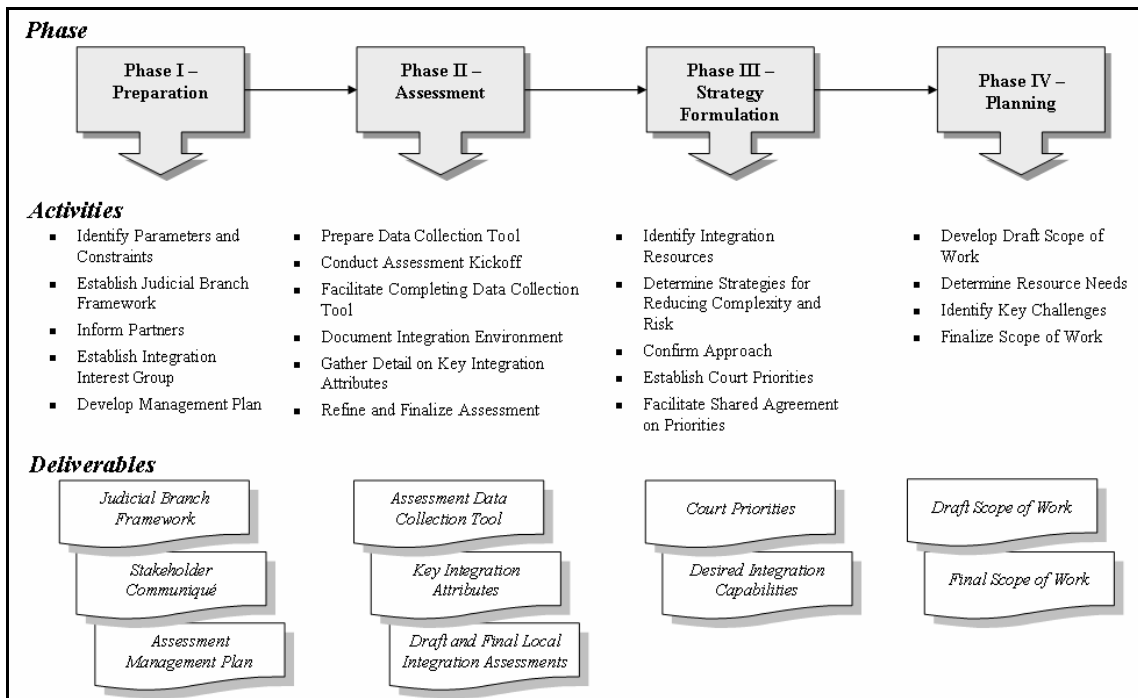 Phase
Phase I –
Preparation
Phase II –
Assessment
Phase III –
Strategy
Formulation
Phase IV –
Planning
Activities
▪ Identify Parameters and
Constraints
▪ Establish Judicial Branch
Framework
▪ Inform Partners
▪ Establish Integration
Interest Group
▪ Develop Management Plan
▪ Prepare Data Collection Tool
▪ Conduct Assessment Kickoff
▪ Facilitate Completing Data Collection
Tool
▪ Document Integration Environment
▪ Gather Detail on Key Integration
Attributes
▪ Refine and Finalize Assessment
▪ Identify Integration
Resources
▪ Determine Strategies for
Reducing Complexity and
Risk
▪ Confirm Approach
▪ Establish Court Priorities
▪ Facilitate Shared Agreement
on Priorities
▪ Develop Draft Scope of
Work
▪ Determine Resource Needs
▪ Identify Key Challenges
▪ Finalize Scope of Work
Deliverables
Judicial Branch
Framework
Stakeholder
Communiqué
Assessment
Management Plan
Assessment Data
Collection Tool
Key Integration
Attributes
Draft and Final Local
Integration Assessments
Court Priorities
Desired Integration
Capabilities
Draft Scope of Work
Final Scope of Work